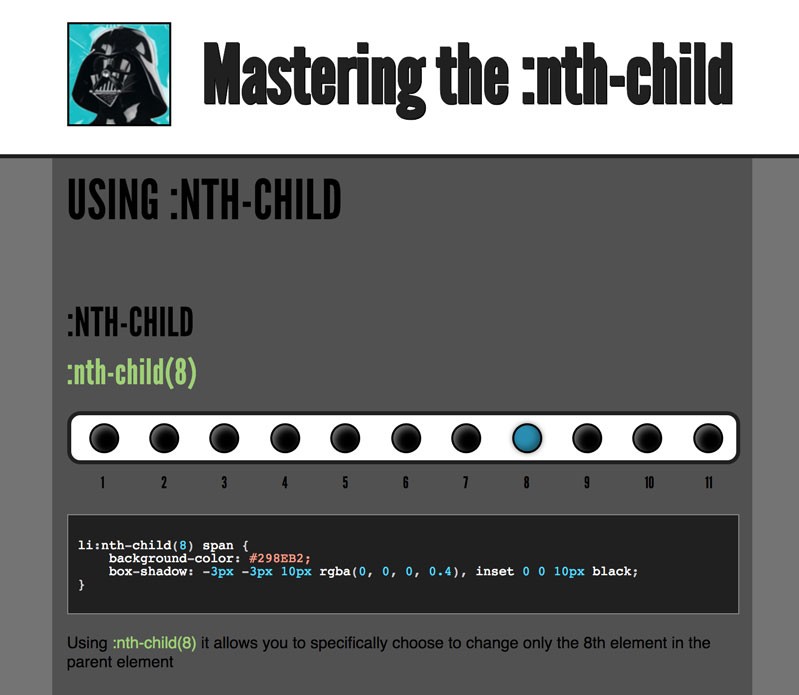 Mastering the :nth-child
USING :NTH-CHILD
:NTH-CHILD
:nth-child(8)
1 2 3 4 5 6 7 8 9 10 11
li:nth-child(8) span {
background-color: #298EB2;
box-shadow: -3px -3px 10px rgba(0, 0, 0, 0.4), inset 0 0 10px black;
}
Using :nth-child(8) it allows you to specifically choose to change only the 8th element in the
parent element